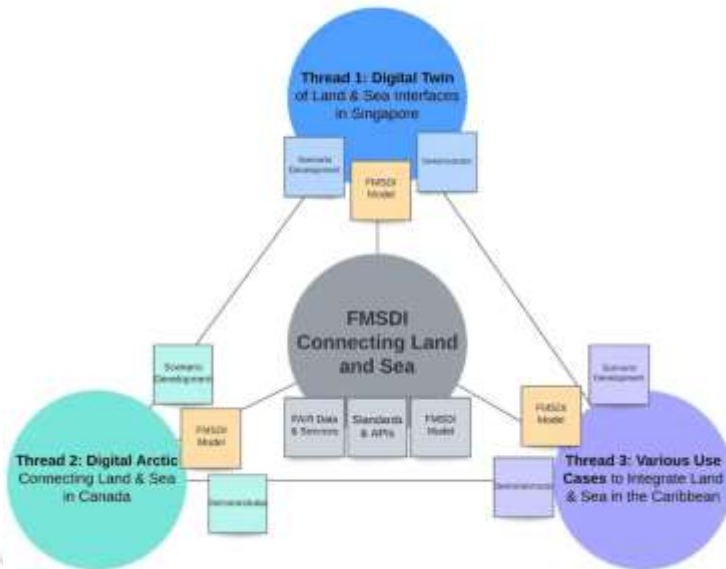 Thread 1: Digital Twin
of Land & Sea Interfaces
in Singapore
Scenario
Development
Demonstrator
FMSDI
Model
FMSDI
Connecting Land
and Sea
FAIR Data
& Services
Standards
& APIs
FMSDI
Model
Scenario
Development
FMSDI
Model
Thread 2: Digital Arctic
Connecting Land & Sea
in Canada
Demonstrator
Scenario
Development
FMSDI
Model
Demonstrator
Thread 3: Various Use
Cases to Integrate Land
& Sea in the Caribbean